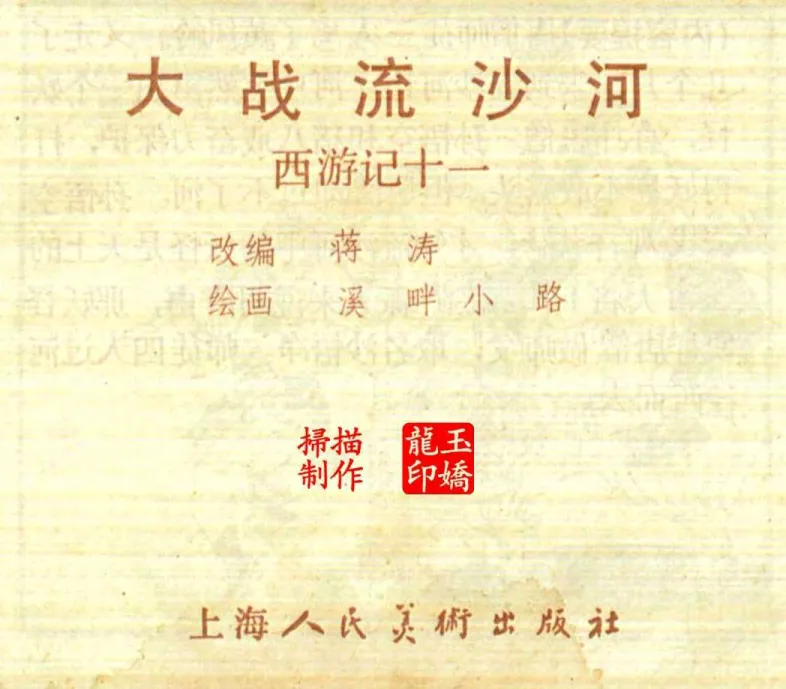 大战流沙河
西游记十一
改编 蒋涛
绘画 溪畔小路
掃描
制作
龍玉
印嬌
上海人民美術出版社